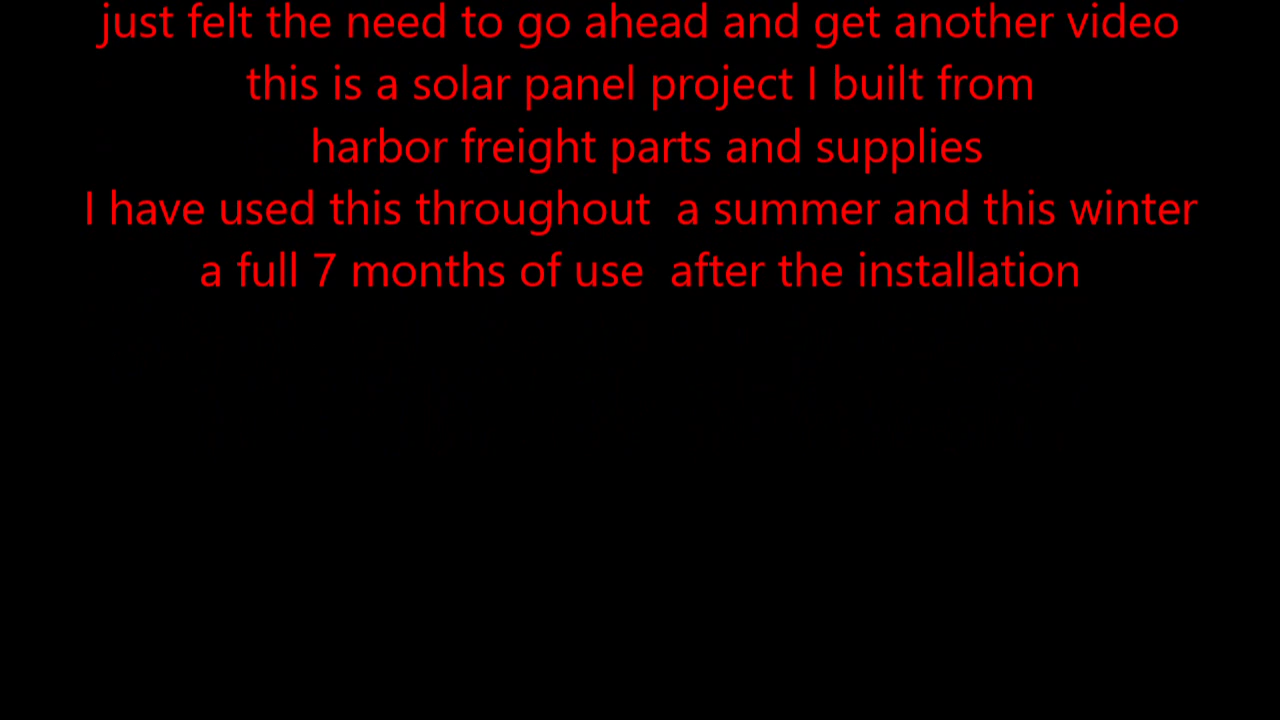 just felt the need to go ahead and get another video
this is a solar panel project I built from
harbor freight parts and supplies
I have used this throughout  a summer and this winter
a full 7 months of use  after the installation